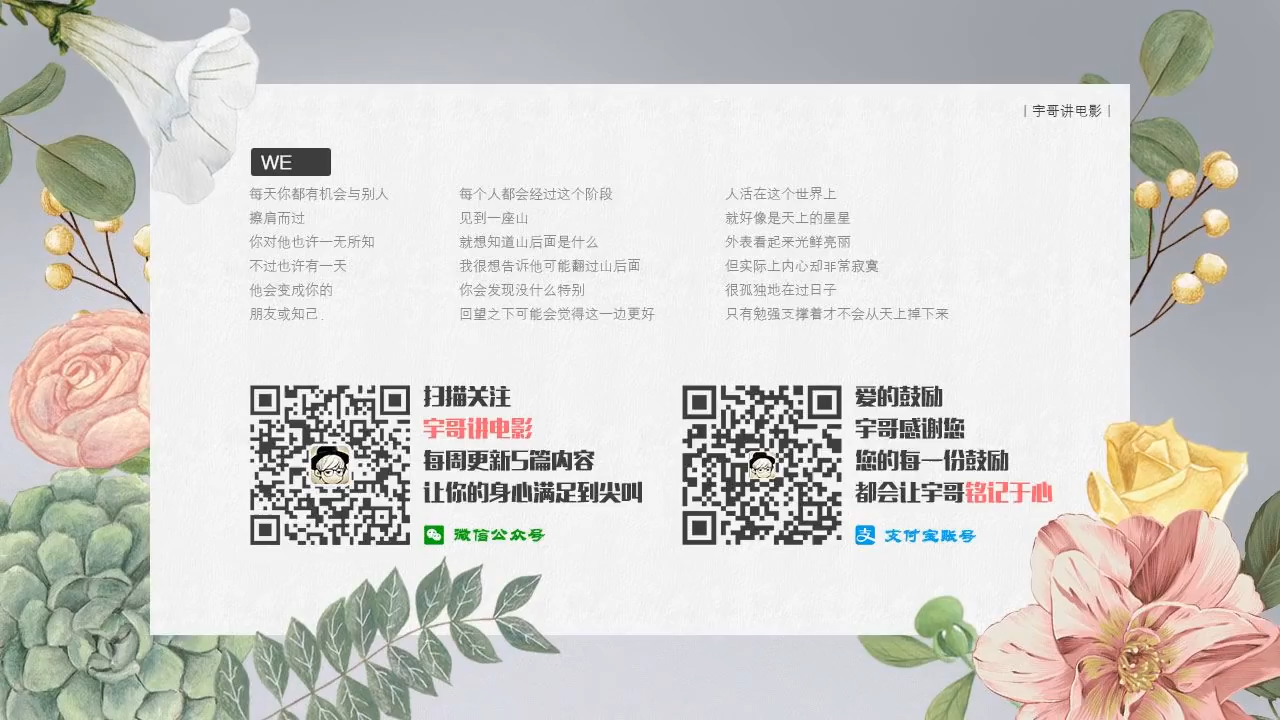 | 宇哥讲电影 |
WE
每天你都有机会与别人
擦肩而过
你对他也许一无所知
不过也许有一天
他会变成你的
朋友或知己.
每个人都会经过这个阶段
见到一座山
就想知道山后面是什么
我很想告诉他可能翻过山后面
你会发现没什么特别
回望之下可能会觉得这一边更好
人活在这个世界上
就好像是天上的星星
外表看起来光鲜亮丽
但实际上内心却非常寂寞
很孤独地在过日子
只有勉强支撑着才不会从天上掉下来
扫描关注
宇哥讲电影
每周更新5篇内容
让你的身心满足到尖叫
微信公众号
爱的鼓励
宇哥感谢您
您的每一份鼓励
都会让宇哥铭记于心
支 支付宝账号